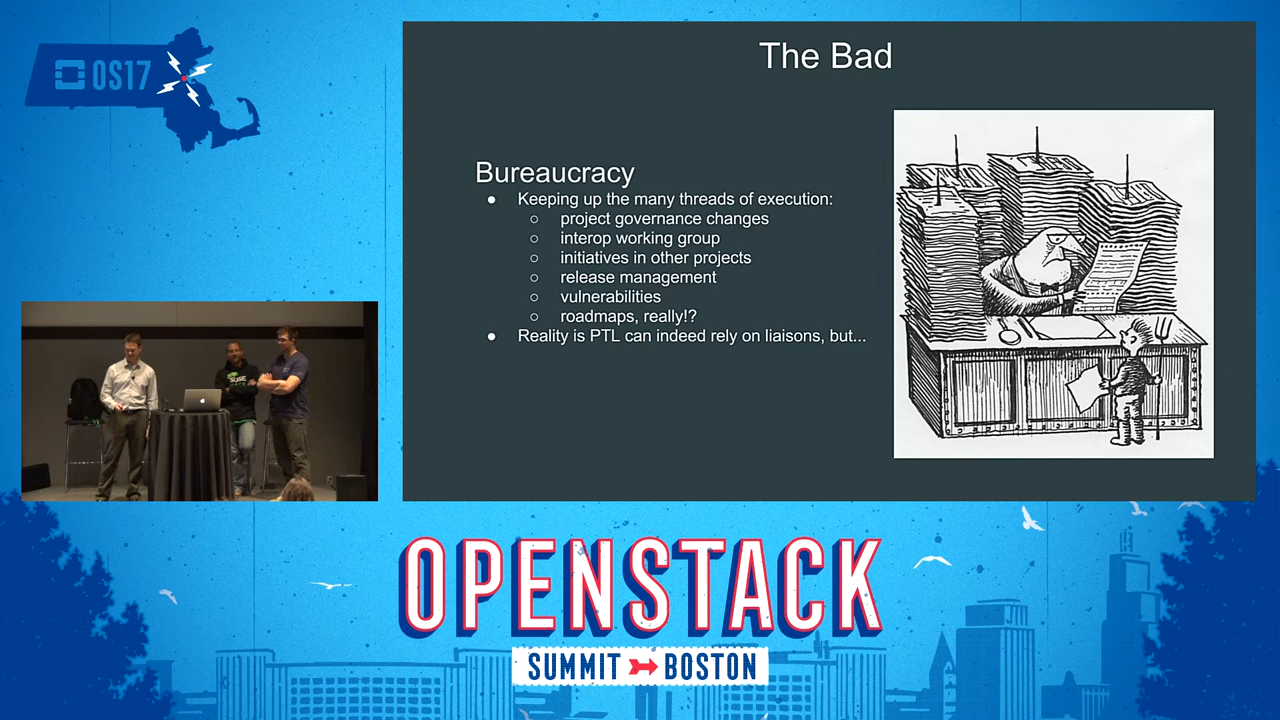 OS17
The Bad
Bureaucracy
● Keeping up the many threads of execution:
○ project governance changes
○ interop working group
○ initiatives in other projects
○ release management
○ vulnerabilities
○ roadmaps, really!?
● Reality is PTL can indeed rely on liaisons, but...
SUSE
OPENSTACK
SUMMIT BOSTON